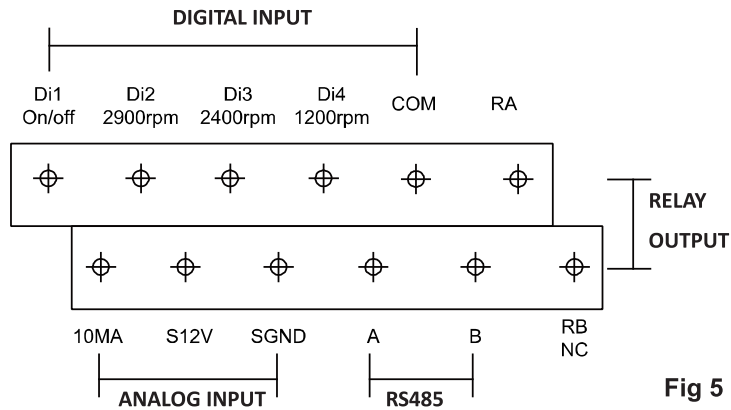 DIGITAL INPUT
Di1 Di2 Di3 Di4 COM RA
On/off 2900rpm 2400rpm 1200rpm
RELAY
OUTPUT
10MA S12V SGND A B RB
NC
ANALOG INPUT RS485
Fig 5